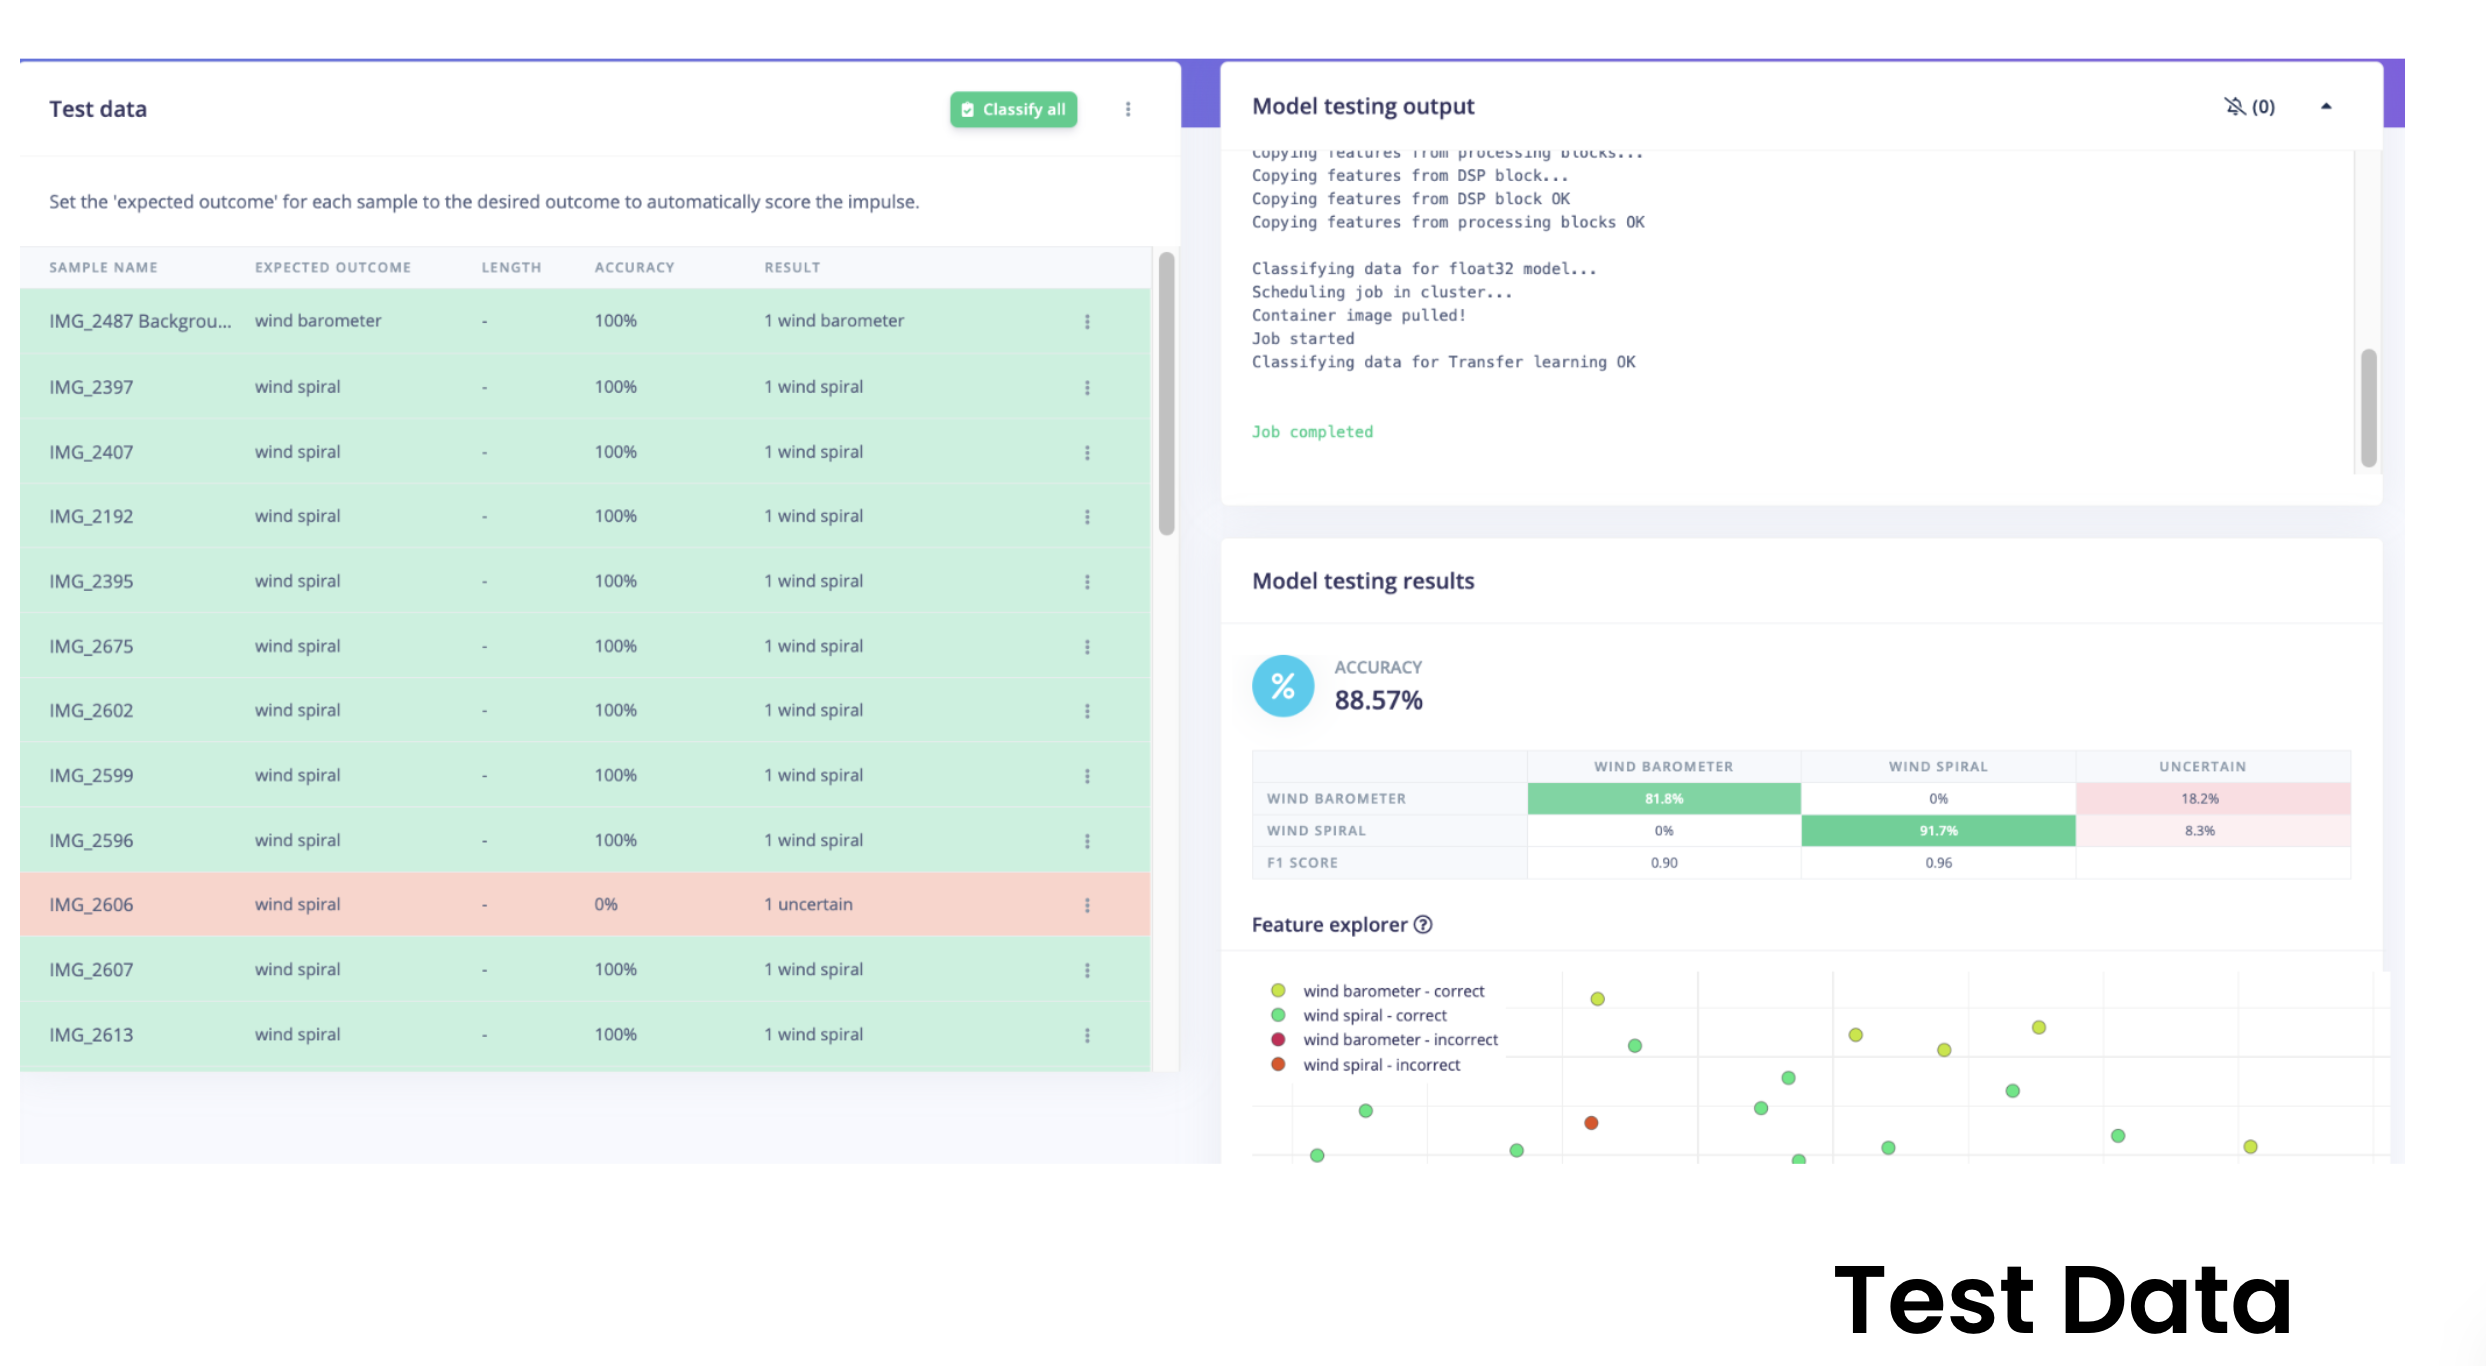 Test data
Classify all
Set the 'expected outcome' for each sample to the desired outcome to automatically score the impulse.
SAMPLE NAME EXPECTED OUTCOME LENGTH ACCURACY RESULT
IMG_2487 Backgrou... wind barometer - 100% 1 wind barometer
IMG_2397 wind spiral - 100% 1 wind spiral
IMG_2407 wind spiral - 100% 1 wind spiral
IMG_2192 wind spiral - 100% 1 wind spiral
IMG_2395 wind spiral - 100% 1 wind spiral
IMG_2675 wind spiral - 100% 1 wind spiral
IMG_2602 wind spiral - 100% 1 wind spiral
IMG_2599 wind spiral - 100% 1 wind spiral
IMG_2596 wind spiral - 100% 1 wind spiral
IMG_2606 wind spiral - 0% 1 uncertain
IMG_2607 wind spiral - 100% 1 wind spiral
IMG_2613 wind spiral - 100% 1 wind spiral
Model testing output
(0)
Copying features from processing blocks...
Copying features from DSP block...
Copying features from DSP block OK
Copying features from processing blocks OK
Classifying data for float32 model...
Scheduling job in cluster...
Container image pulled!
Job started
Classifying data for Transfer learning OK
Job completed
Model testing results
%
ACCURACY
88.57%
WIND BAROMETER WIND SPIRAL UNCERTAIN
WIND BAROMETER 81.8% 0% 18.2%
WIND SPIRAL 0% 91.7% 8.3%
F1 SCORE 0.90 0.96
Feature explorer ?
wind barometer - correct
wind spiral - correct
wind barometer - incorrect
wind spiral - incorrect
Test Data